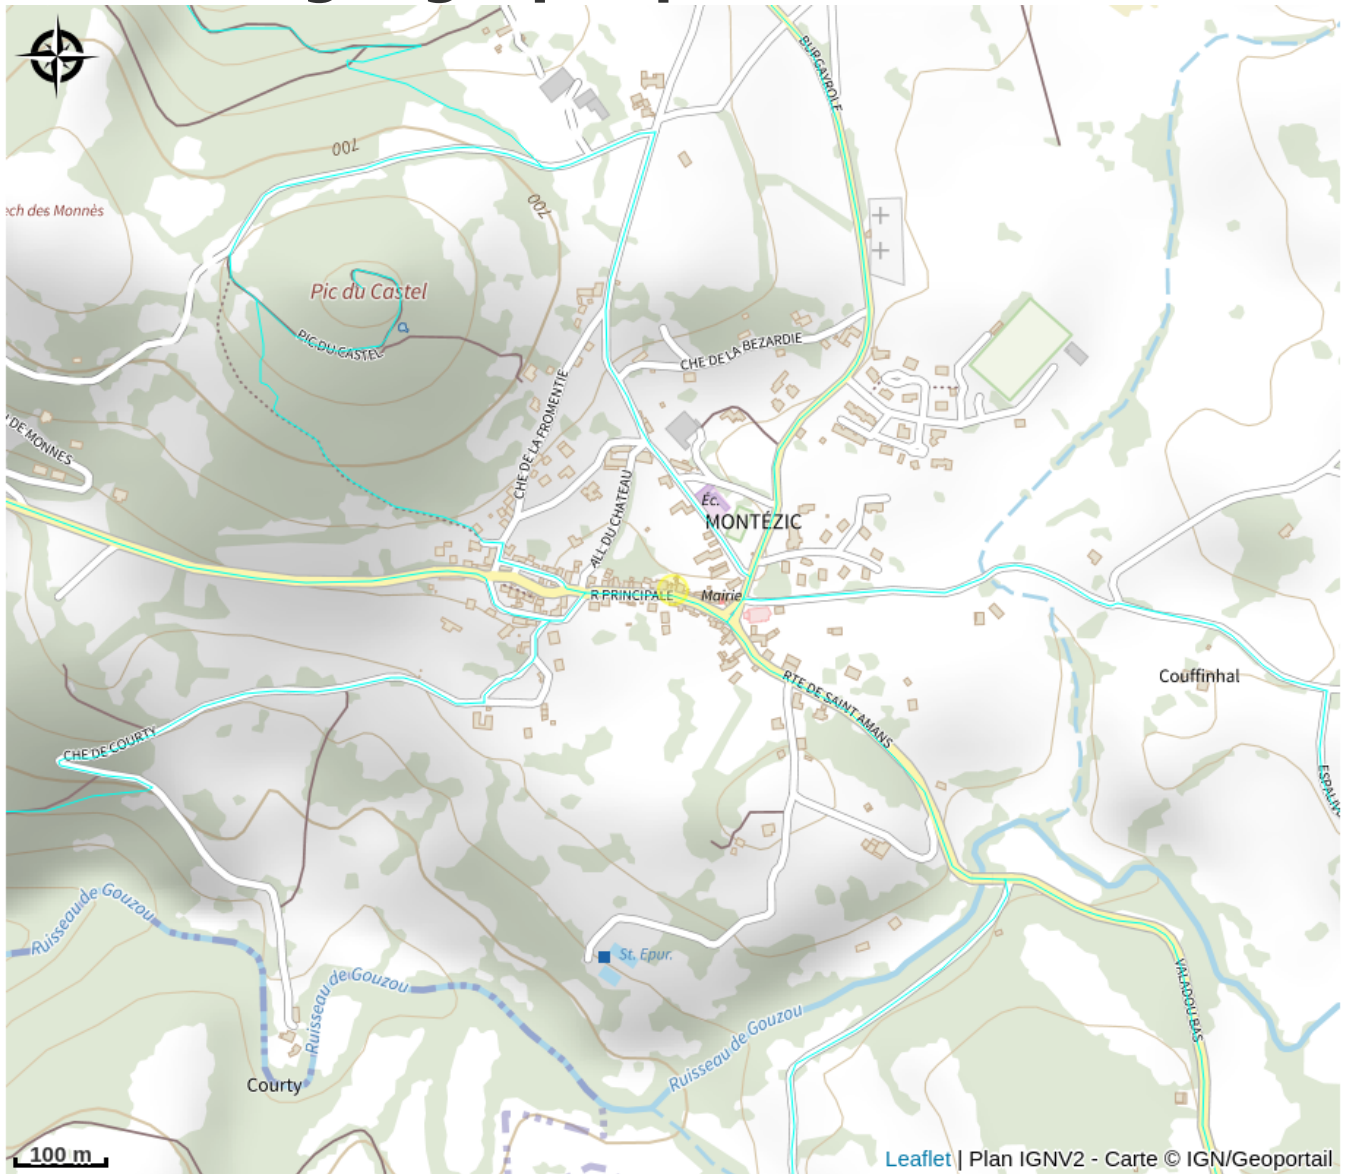 BURGAYROLE
700
700
ech des Monnès
Pic du Castel
PIC DU CASTEL
CHE DE LA BEZARDIE
CHE DE LA FROMENTIE
DE MONNES
ALL DU CHATEAU
Éc.
MONTÉZIC
R PRINCIPALE
Mairie
Couffinhal
RTE DE SAINT AMANS
CHE DE COURTY
ESPALIV
Ruisseau de Gouzou
St. Epur.
Ruisseau de Gouzou
VALADOU BAS
Ruisseau de Gouzou
Courty
100 m
Leaflet | Plan IGNV2 - Carte © IGN/Geoportail